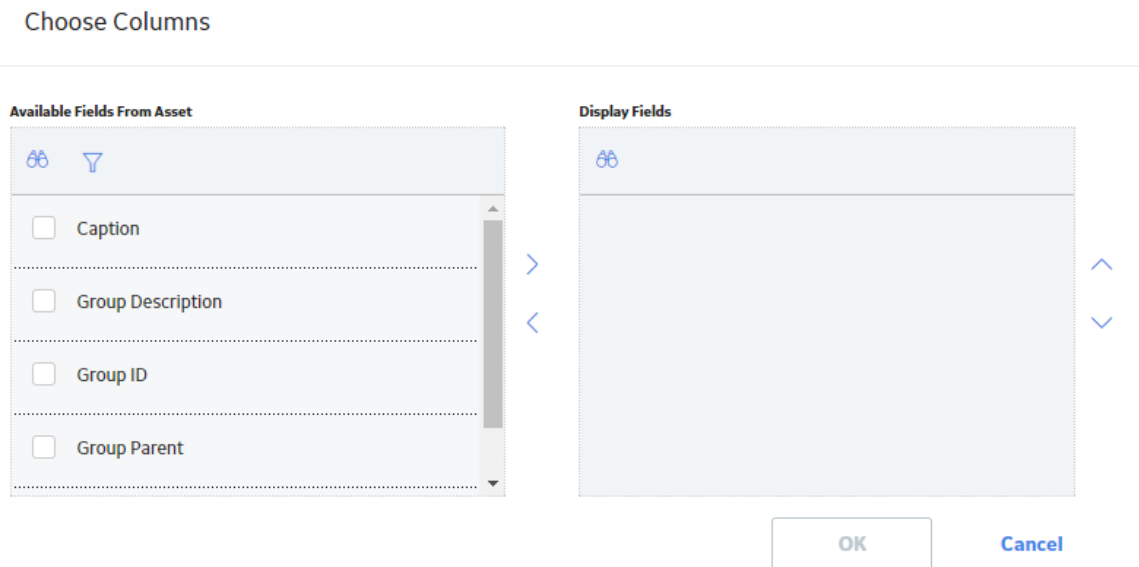 Choose Columns
Available Fields From Asset
Display Fields
Caption
Group Description
Group ID
Group Parent
OK
Cancel